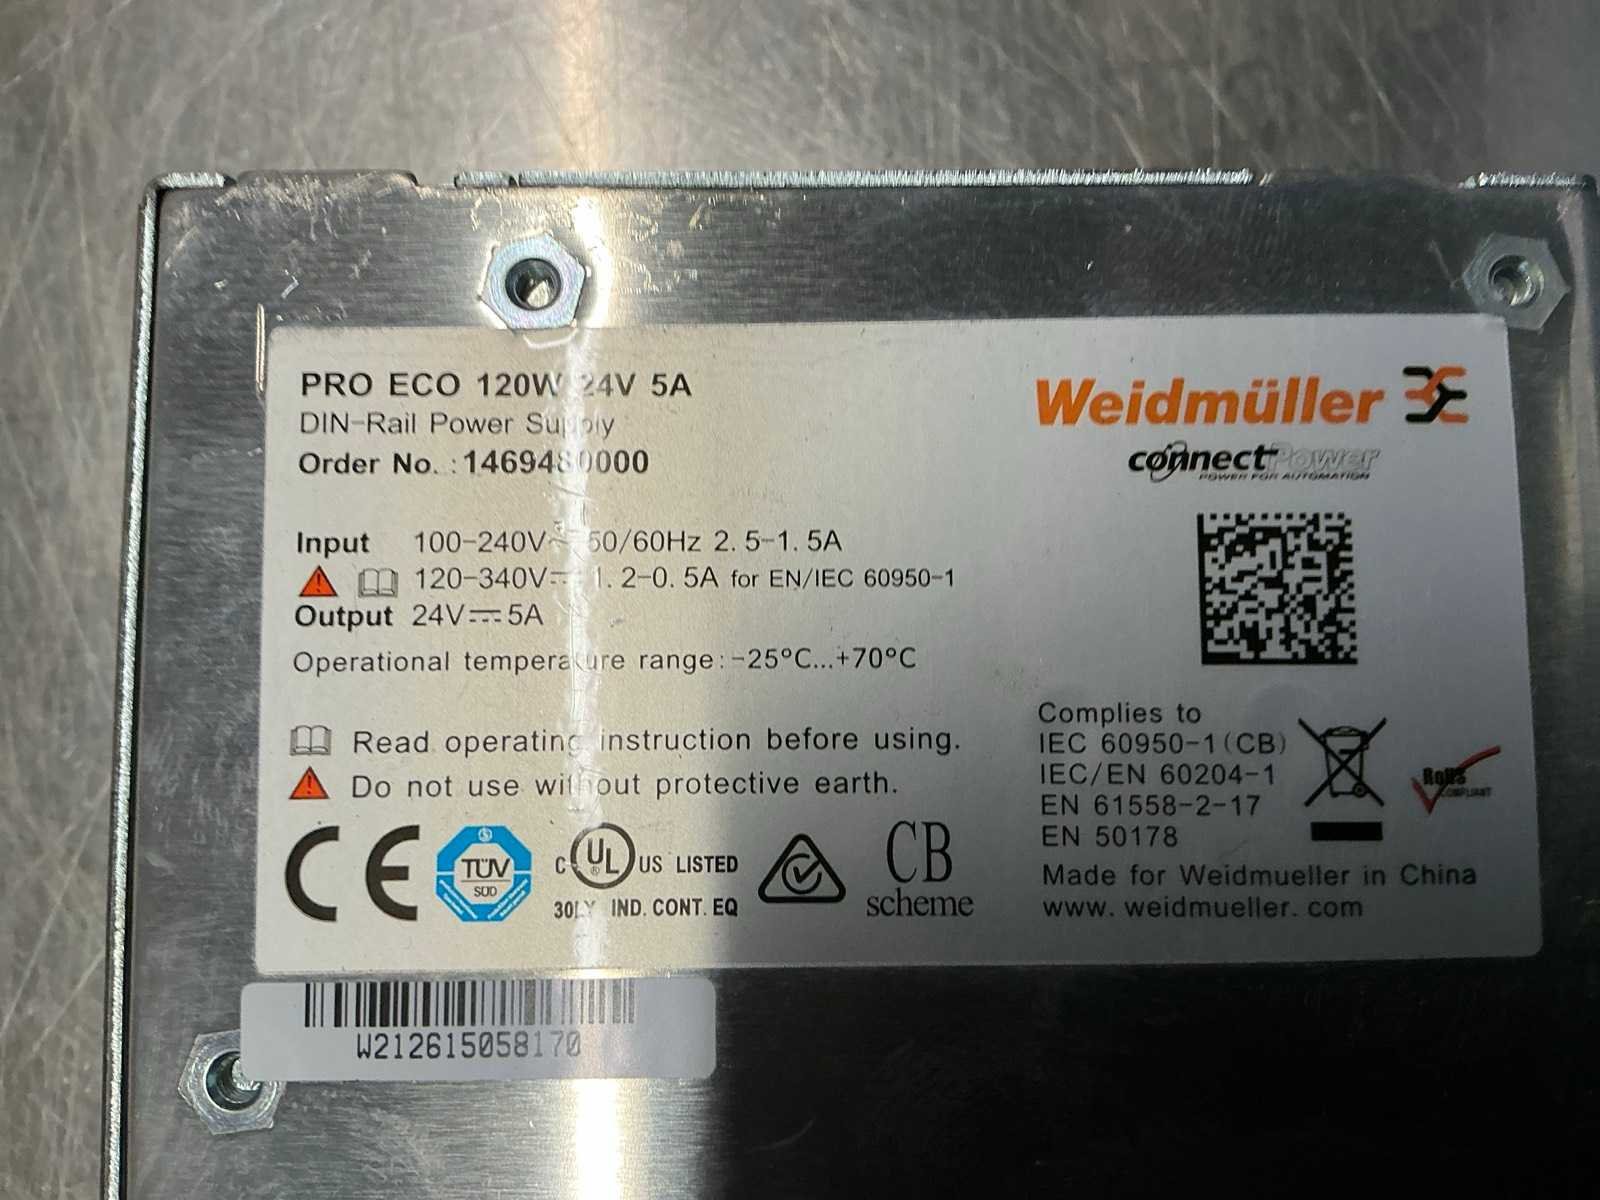 PRO ECO 120W 24V 5A
DIN-Rail Power Supply
Order No. :1469480000
Weidmüller
connectPower
POWER FOR AUTOMATION
Input 100-240V~ 50/60Hz 2.5-1.5A
120-340V⎓ 1.2-0.5A for EN/IEC 60950-1
Output 24V⎓5A
Operational temperature range:-25°C...+70°C
Read operating instruction before using.
Do not use without protective earth.
CE
TÜV
SÜD
C UL US LISTED
IND. CONT. EQ
CB
scheme
Complies to
IEC 60950-1(CB)
IEC/EN 60204-1
EN 61558-2-17
EN 50178
RoHS
COMPLIANT
Made for Weidmueller in China
www.weidmueller.com
W212615058170